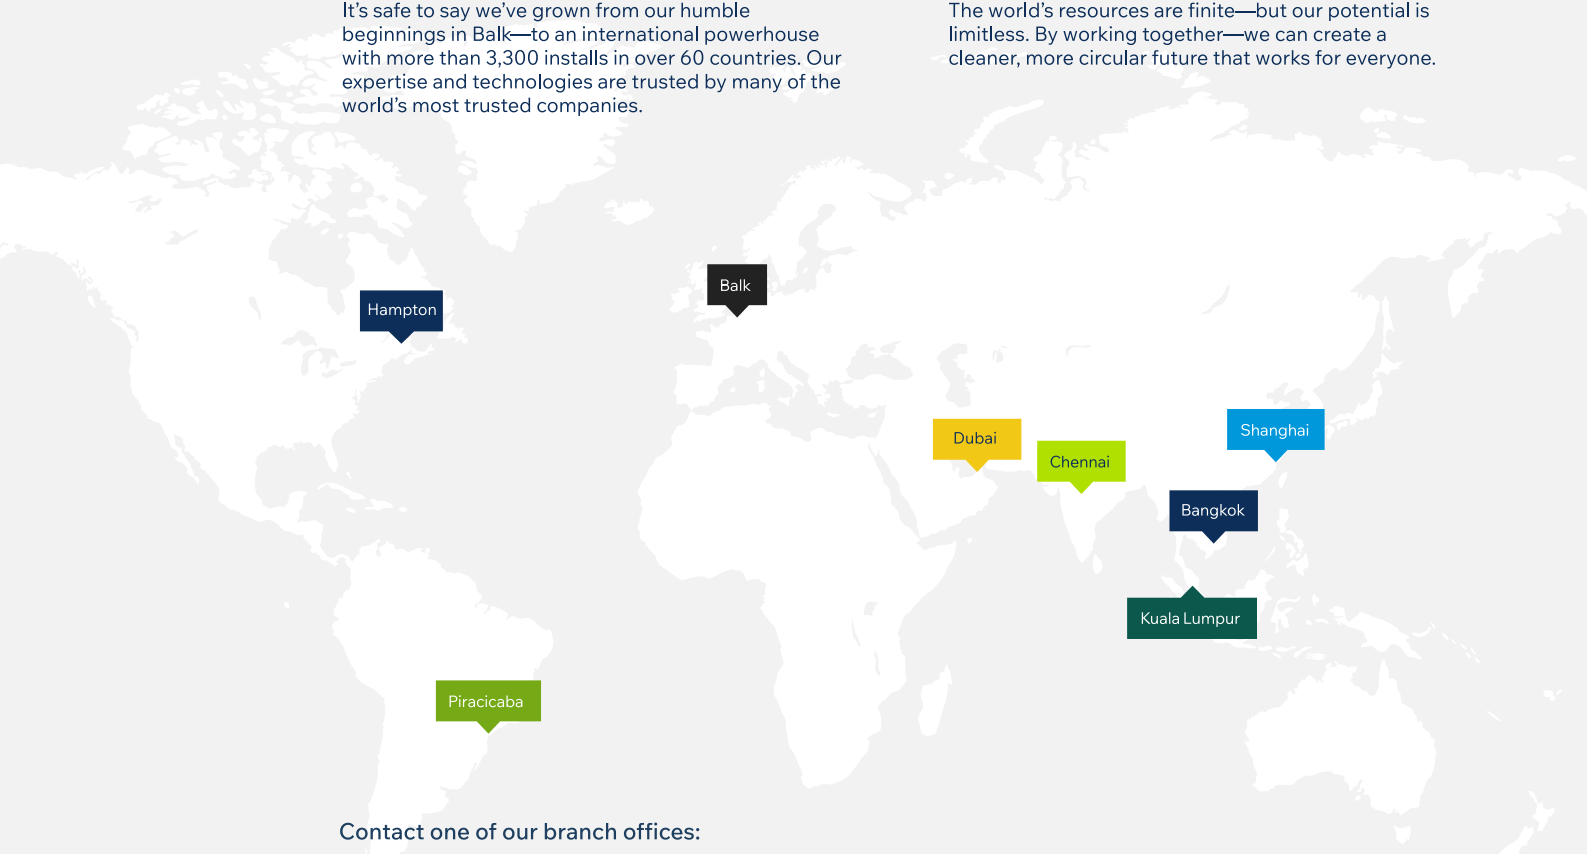 It's safe to say we've grown from our humble
beginnings in Balk—to an international powerhouse
with more than 3,300 installs in over 60 countries. Our
expertise and technologies are trusted by many of the
world's most trusted companies.
The world's resources are finite—but our potential is
limitless. By working together—we can create a
cleaner, more circular future that works for everyone.
Balk
Hampton
Dubai
Chennai
Shanghai
Bangkok
Kuala Lumpur
Piracicaba
Contact one of our branch offices: